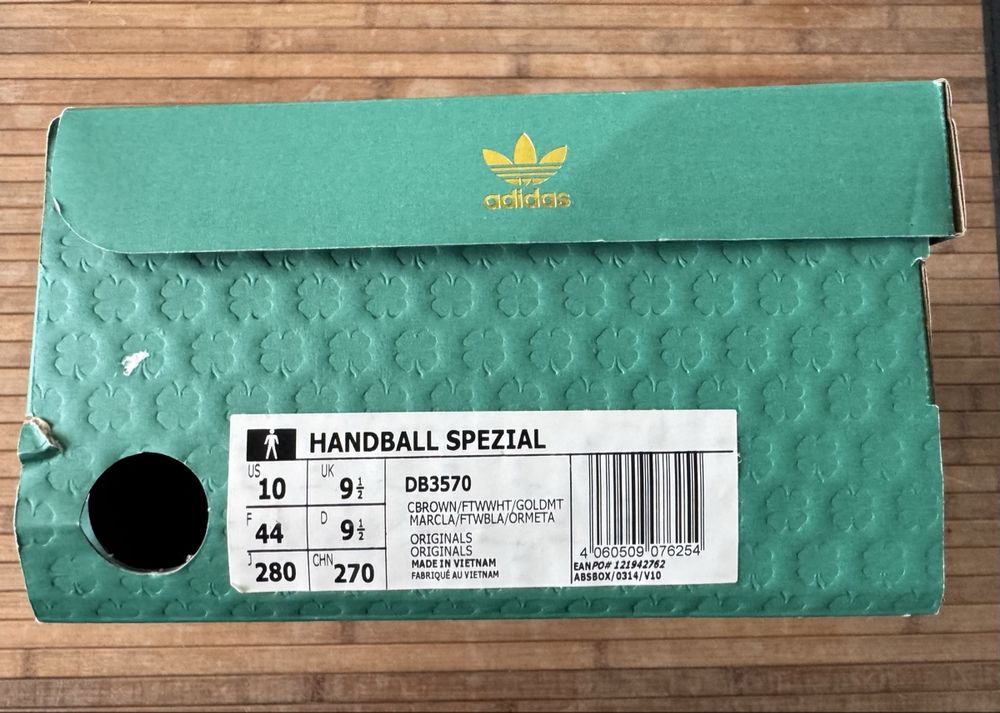 adidas
HANDBALL SPEZIAL
US
10
UK
9½
F
44
D
9½
J
280
CHN
270
DB3570
CBROWN/FTWWHT/GOLDMT
MARCLA/FTWBLA/ORMETA
ORIGINALS
ORIGINALS
MADE IN VIETNAM
FABRIQUÉ AU VIETNAM
4 060509 076254
EAN PO# 121942762
ABSBOX/0314/V10